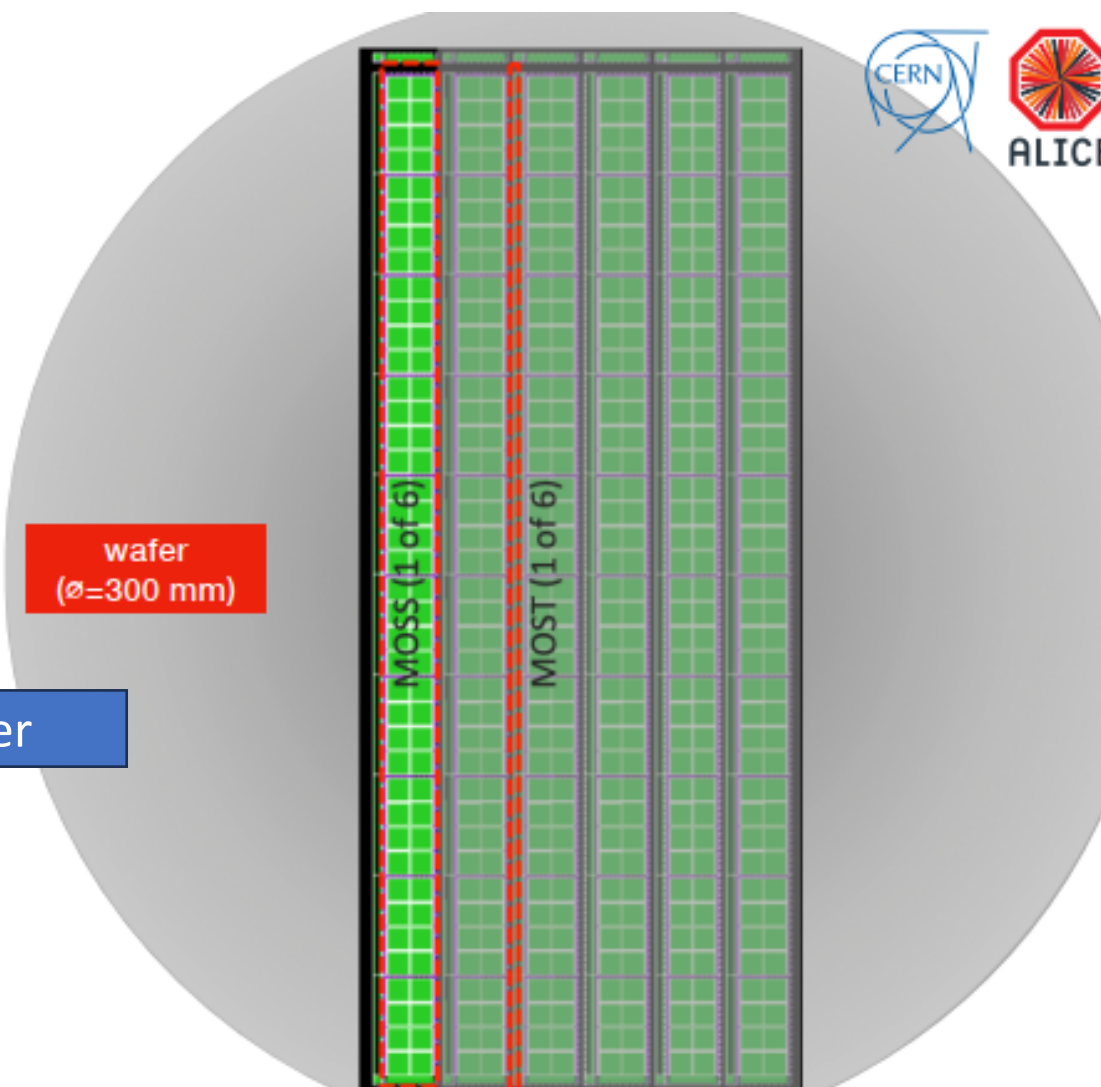 CERN
ALICE
MOSS (1 of 6)
MOST (1 of 6)
wafer
(ø=300 mm)
er